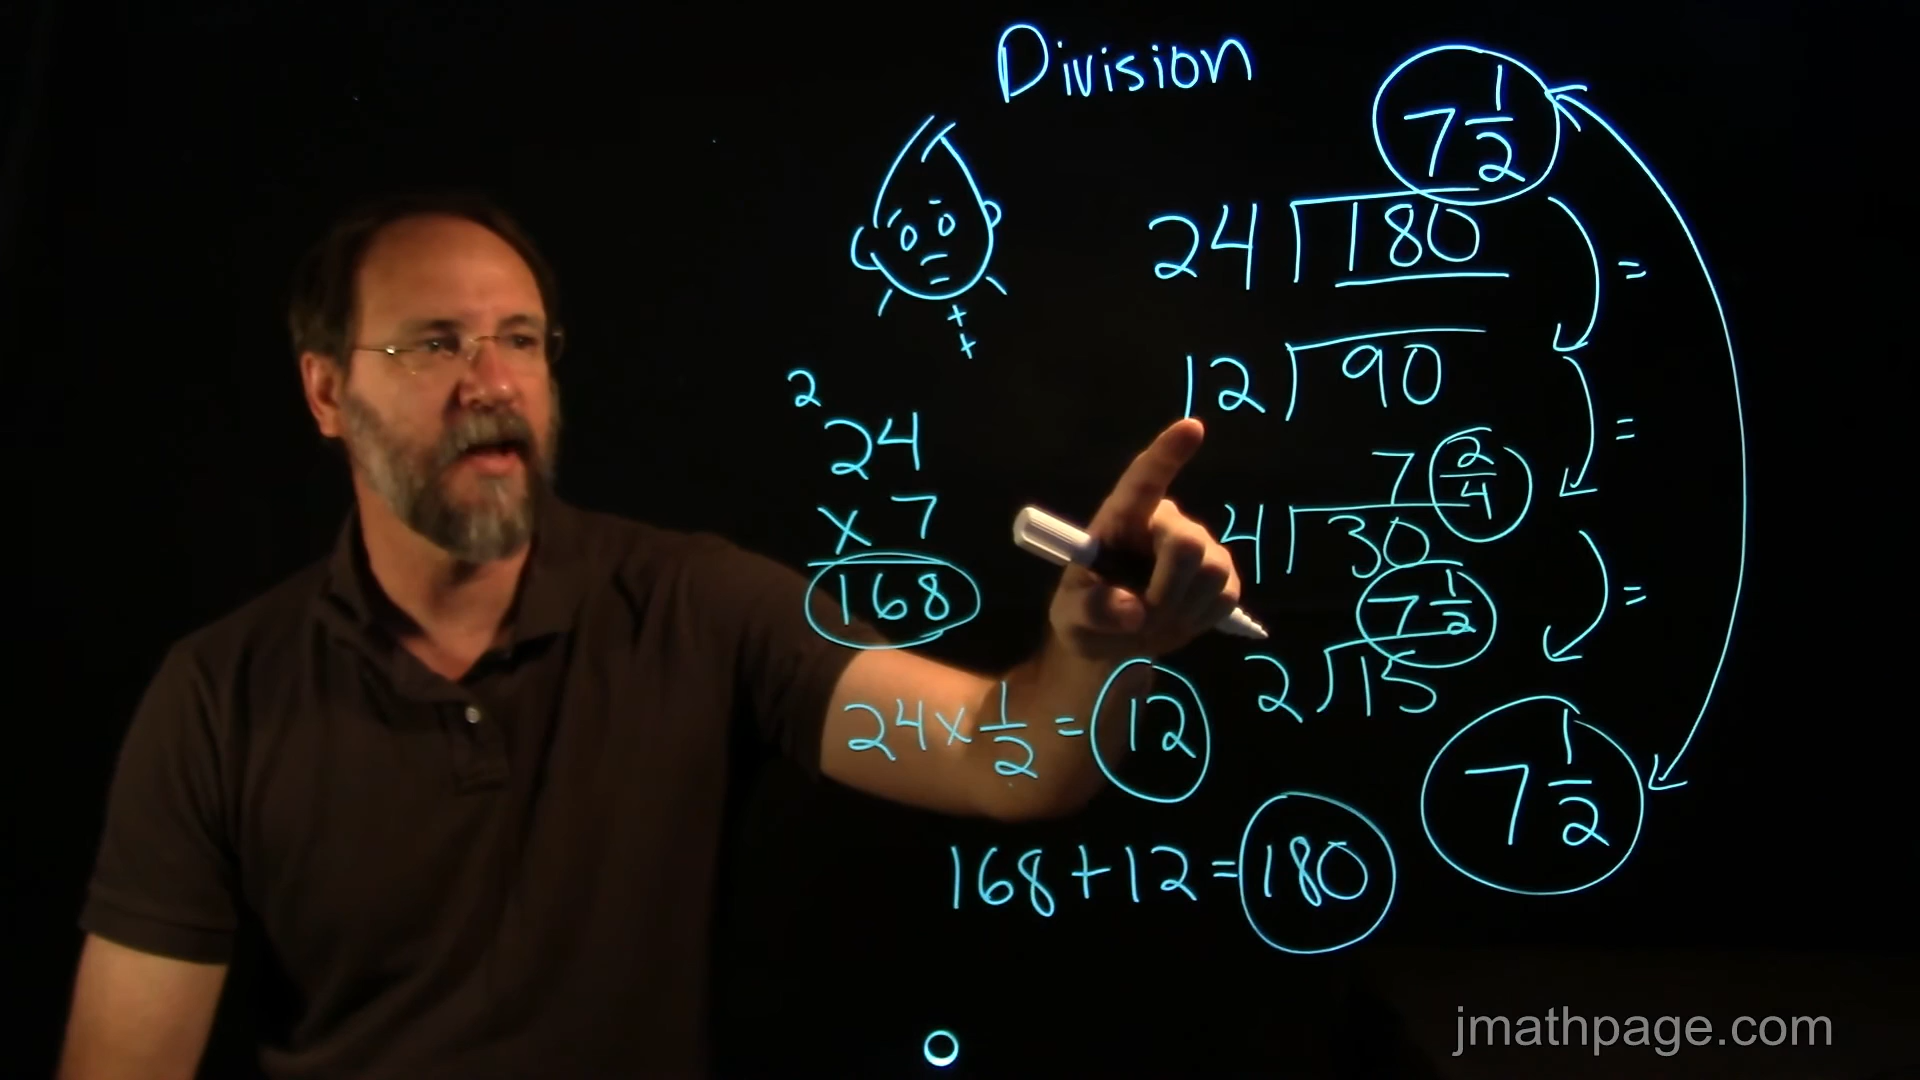 Division
7 1/2
24 ⟌ 180
=
12 ⟌ 90
=
7 2/4
4 ⟌ 30
=
7 1/2
2 ⟌ 15
7 1/2
2
24
x 7
168
24 x 1/2 = 12
168 + 12 = 180
jmathpage.com